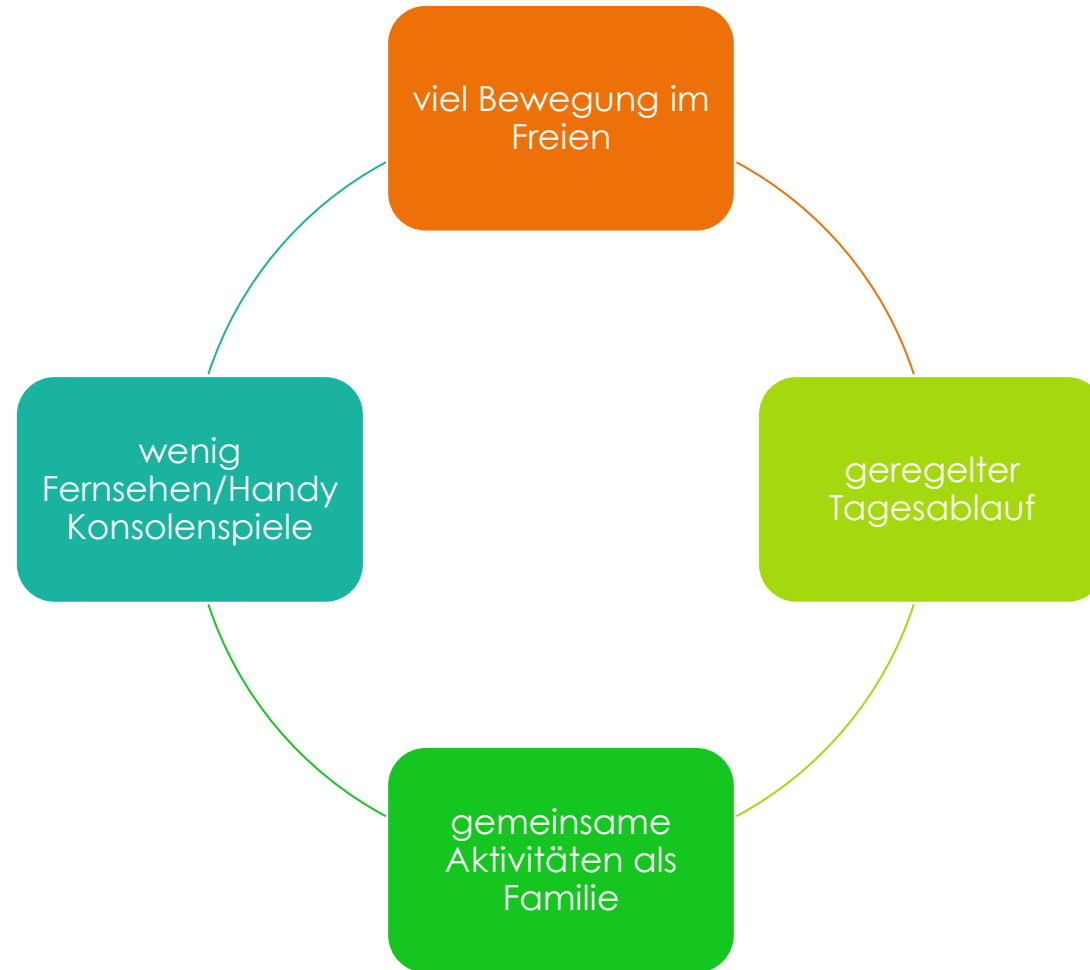 viel Bewegung im
Freien
geregelter
Tagesablauf
gemeinsame
Aktivitäten als
Familie
wenig
Fernsehen/Handy
Konsolenspiele